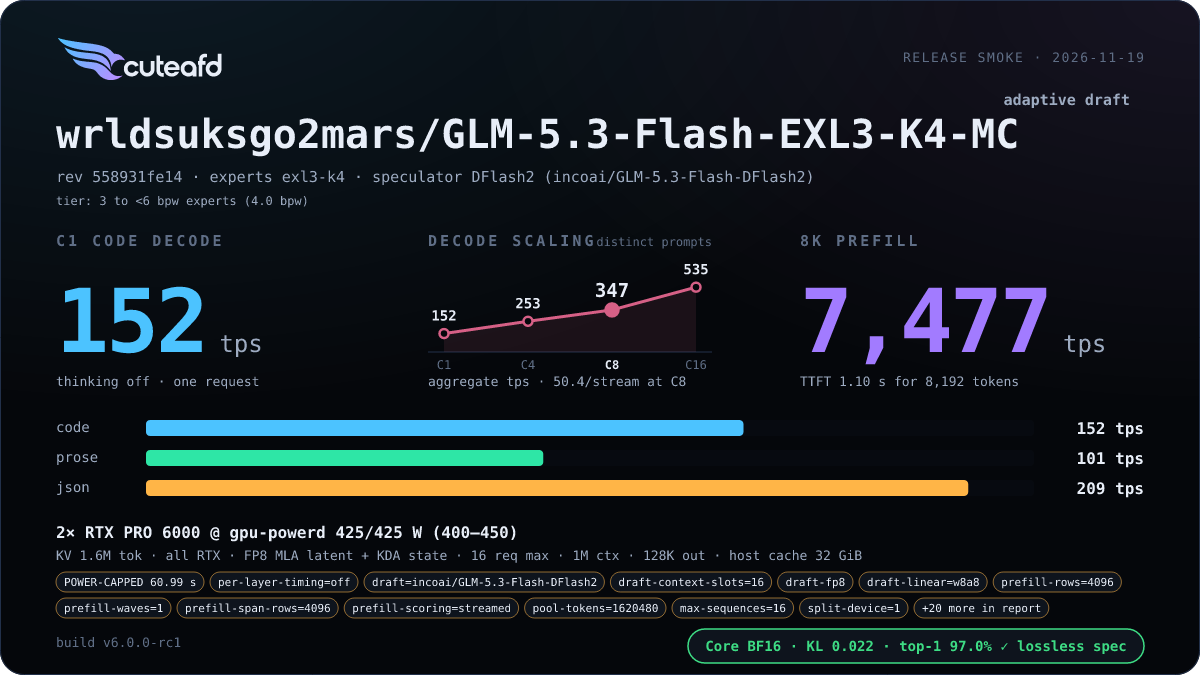 cuteafd
RELEASE SMOKE · 2026-11-19
adaptive draft
wrldsuksgo2mars/GLM-5.3-Flash-EXL3-K4-MC
rev 558931fe14 · experts exl3-k4 · speculator DFlash2 (incoai/GLM-5.3-Flash-DFlash2)
tier: 3 to <6 bpw experts (4.0 bpw)
C1 CODE DECODE
152 tps
thinking off · one request
DECODE SCALING distinct prompts
152
253
347
535
C1
C4
C8
C16
aggregate tps · 50.4/stream at C8
8K PREFILL
7,477 tps
TTFT 1.10 s for 8,192 tokens
code 152 tps
prose 101 tps
json 209 tps
2× RTX PRO 6000 @ gpu-powerd 425/425 W (400–450)
KV 1.6M tok · all RTX · FP8 MLA latent + KDA state · 16 req max · 1M ctx · 128K out · host cache 32 GiB
POWER-CAPPED 60.99 s per-layer-timing=off draft=incoai/GLM-5.3-Flash-DFlash2 draft-context-slots=16 draft-fp8 draft-linear=w8a8 prefill-rows=4096
prefill-waves=1 prefill-span-rows=4096 prefill-scoring=streamed pool-tokens=1620480 max-sequences=16 split-device=1 +20 more in report
build v6.0.0-rc1
Core BF16 · KL 0.022 · top-1 97.0% ✓ lossless spec